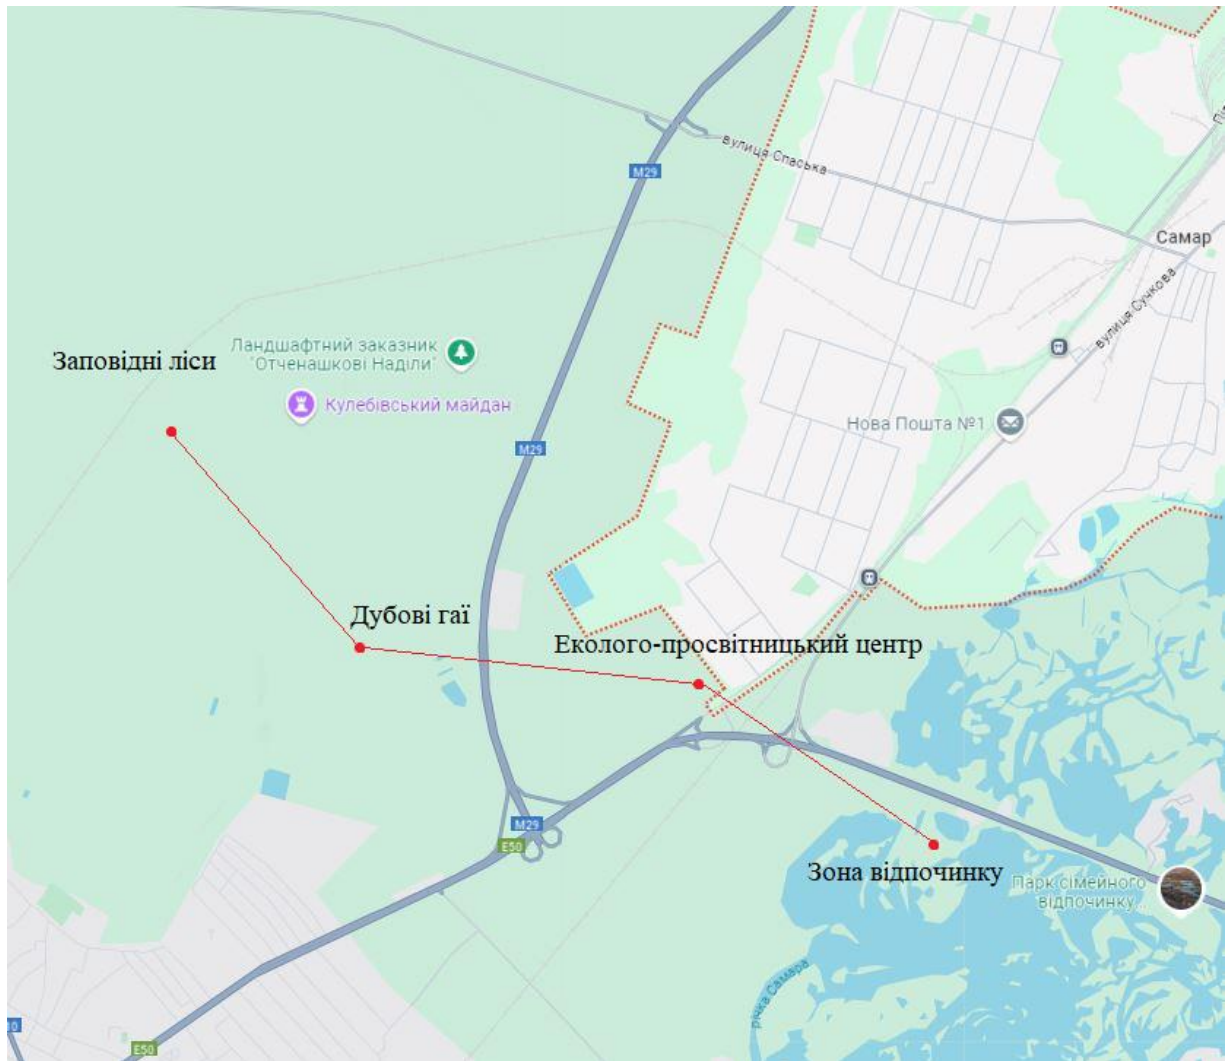 вулиця Спаська
M29
Самар
вулиця Сучкова
Ландшафтний заказник
"Отченашкові Наділи"
Заповідні ліси
Кулебівський майдан
Нова Пошта №1
M29
Дубові гаї
Еколого-просвітницький центр
M29
E50
Зона відпочинку
Парк сімейного
відпочинку...
річка Самара
10
E50